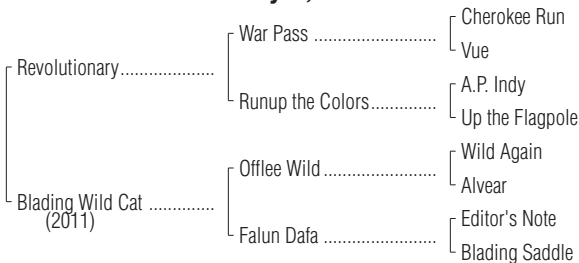 Cherokee Run
War Pass ..........................
Vue
Revolutionary....................
A.P. Indy
Runup the Colors..............
Up the Flagpole
Wild Again
Offlee Wild ........................
Alvear
Blading Wild Cat ..............
(2011)
Editor's Note
Falun Dafa ........................
Blading Saddle